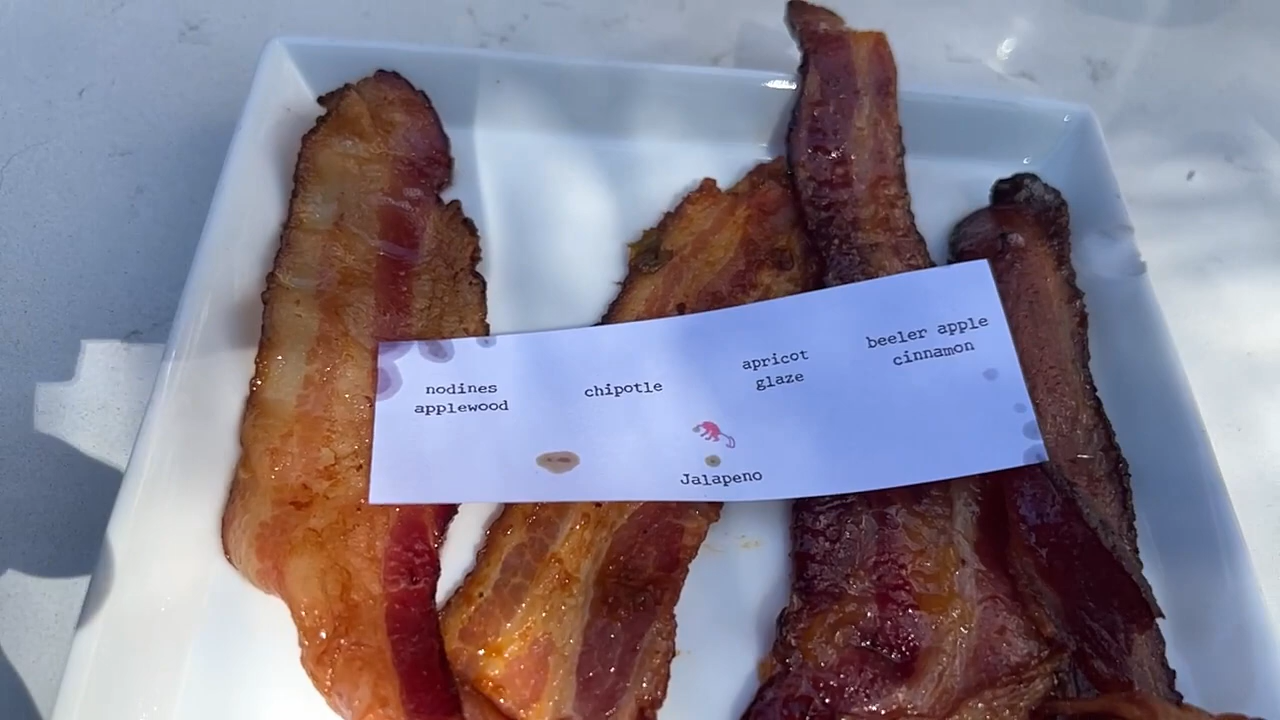 nodines
applewood
chipotle
apricot
glaze
beeler apple
cinnamon
Jalapeno